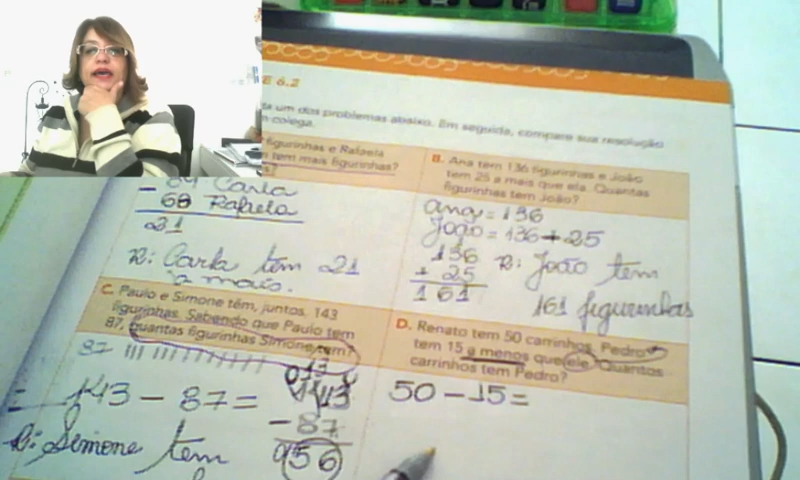 E 6.2
um dos problemas abaixo. Em seguida, compare sua resolução
colega.
figurinhas e Rafaela
tem mais figurinhas?
Carla
- 68 Rafaela
21
R: Carla tem 21
a mais.
B. Ana tem 136 figurinhas e João
tem 25 a mais que ela. Quantas
figurinhas tem João?
Ana = 136
João = 136 + 25
136
+ 25
161
R: João tem
161 figurinhas
C. Paulo e Simone têm, juntos, 143
figurinhas. Sabendo que Paulo tem
87, quantas figurinhas Simone tem?
87
143 - 87 =
- 87
56
R: Simone tem
D. Renato tem 50 carrinhos. Pedro
tem 15 a menos que ele. Quantos
carrinhos tem Pedro?
50 - 15 =